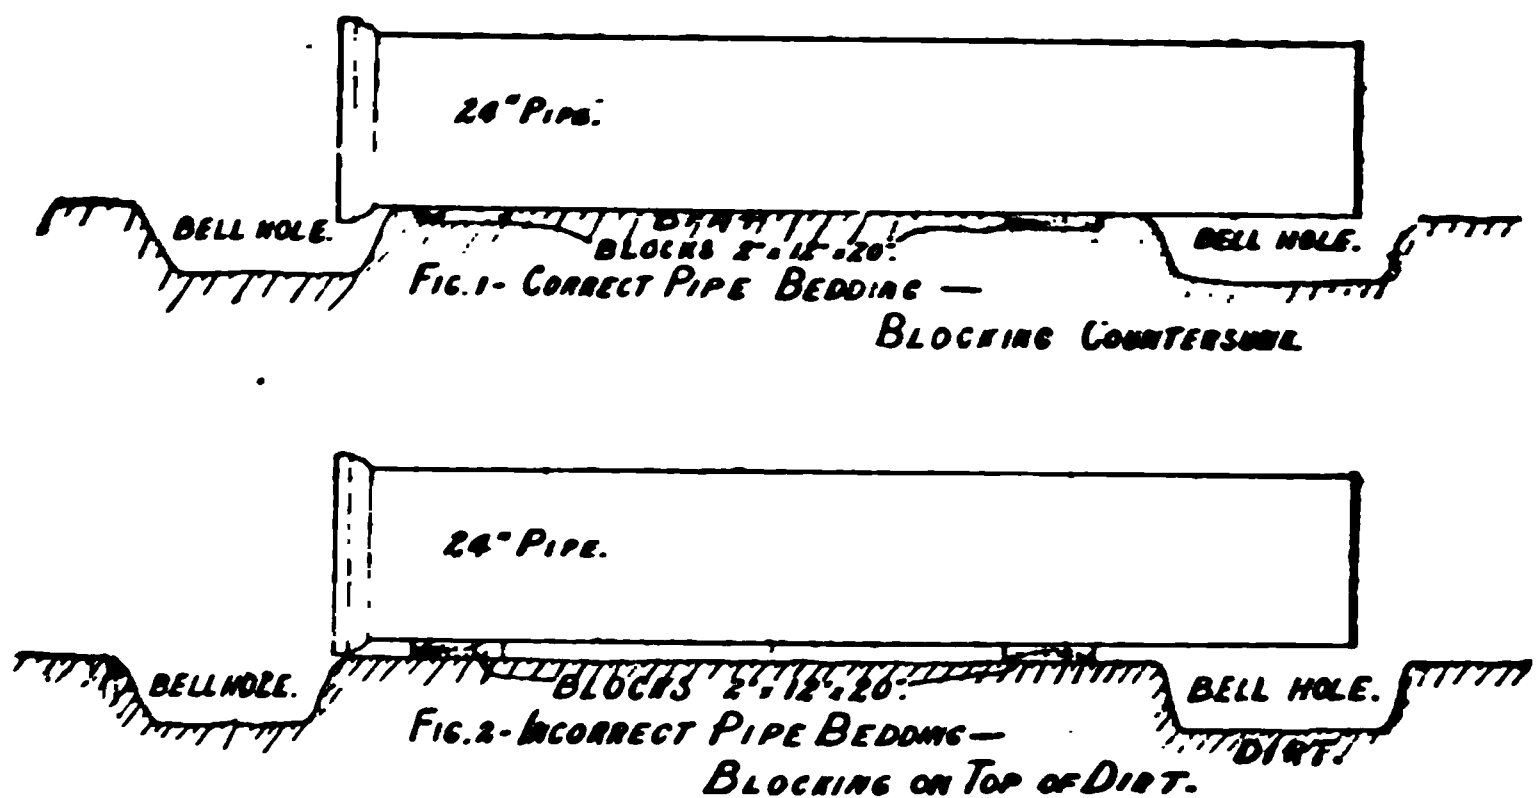 24" PIPE.
BELL HOLE.
BLOCKS 2" x 12" x 20".
BELL HOLE.
FIG. 1 - CORRECT PIPE BEDDING —
BLOCKING COUNTERSUNK
24" PIPE.
BELL HOLE.
BLOCKS 2" x 12" x 20".
BELL HOLE.
DIRT.
FIG. 2 - INCORRECT PIPE BEDDING —
BLOCKING ON TOP OF DIRT.